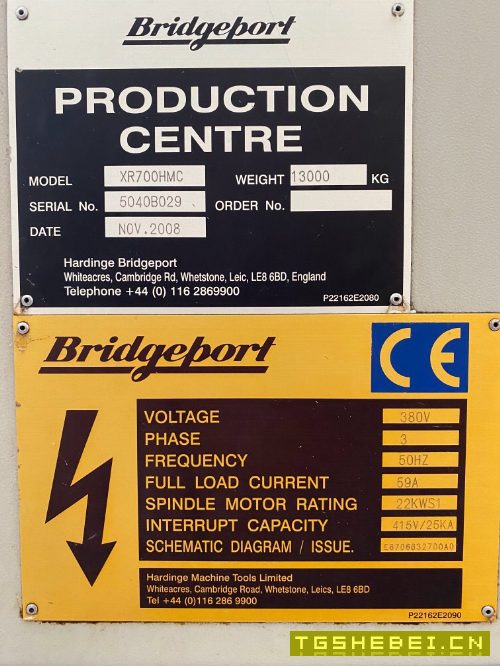 Bridgeport
PRODUCTION
CENTRE
MODEL XR700HMC WEIGHT 13000 KG
SERIAL No. 5040B029 ORDER No.
DATE NOV.2008
Hardinge Bridgeport
Whiteacres, Cambridge Rd, Whetstone, Leic, LE8 6BD, England
Telephone +44 (0) 116 2869900
P22162E2080
Bridgeport
CE
VOLTAGE 380V
PHASE 3
FREQUENCY 50HZ
FULL LOAD CURRENT 59A
SPINDLE MOTOR RATING 22KWS1
INTERRUPT CAPACITY 415V/25KA
SCHEMATIC DIAGRAM / ISSUE.
Hardinge Machine Tools Limited
Whiteacres, Cambridge Road, Whetstone, Leics, LE8 6BD
Tel +44 (0)116 286 9900
P22162E2090
TGSHEBEI.CN